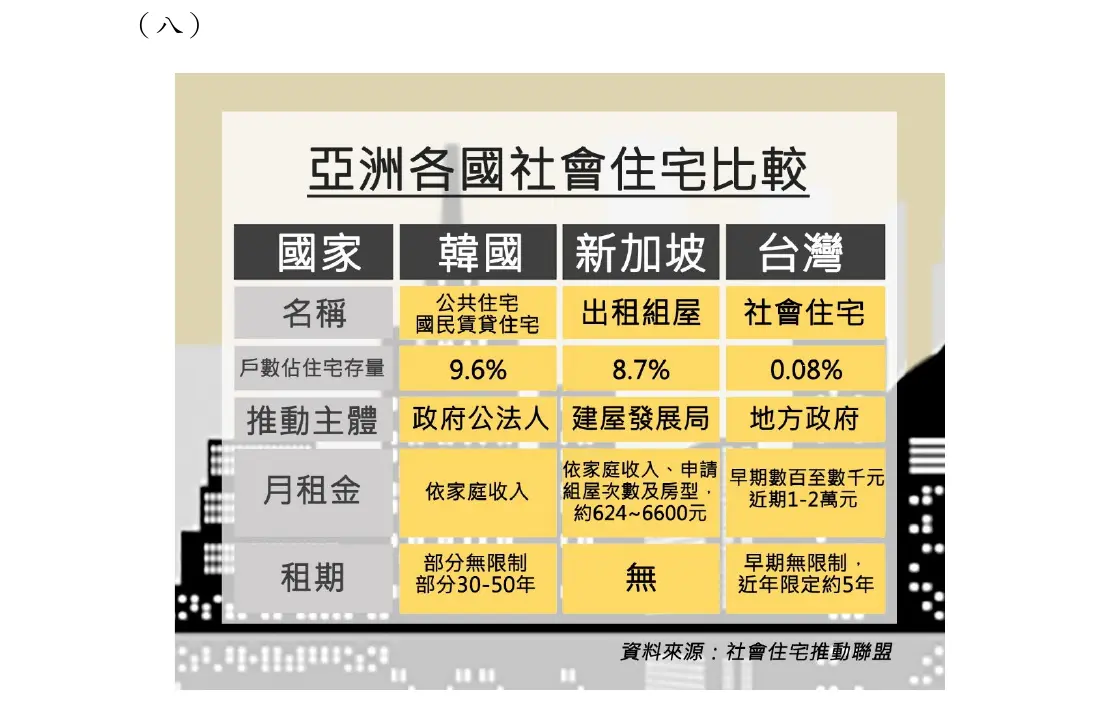 （八）
亞洲各國社會住宅比較
國家 韓國 新加坡 台灣
名稱 公共住宅
國民賃貸住宅 出租組屋 社會住宅
戶數佔住宅存量 9.6% 8.7% 0.08%
推動主體 政府公法人 建屋發展局 地方政府
月租金 依家庭收入 依家庭收入、申請
組屋次數及房型，
約624~6600元 早期數百至數千元
近期1-2萬元
租期 部分無限制
部分30-50年 無 早期無限制，
近年限定約5年
資料來源：社會住宅推動聯盟